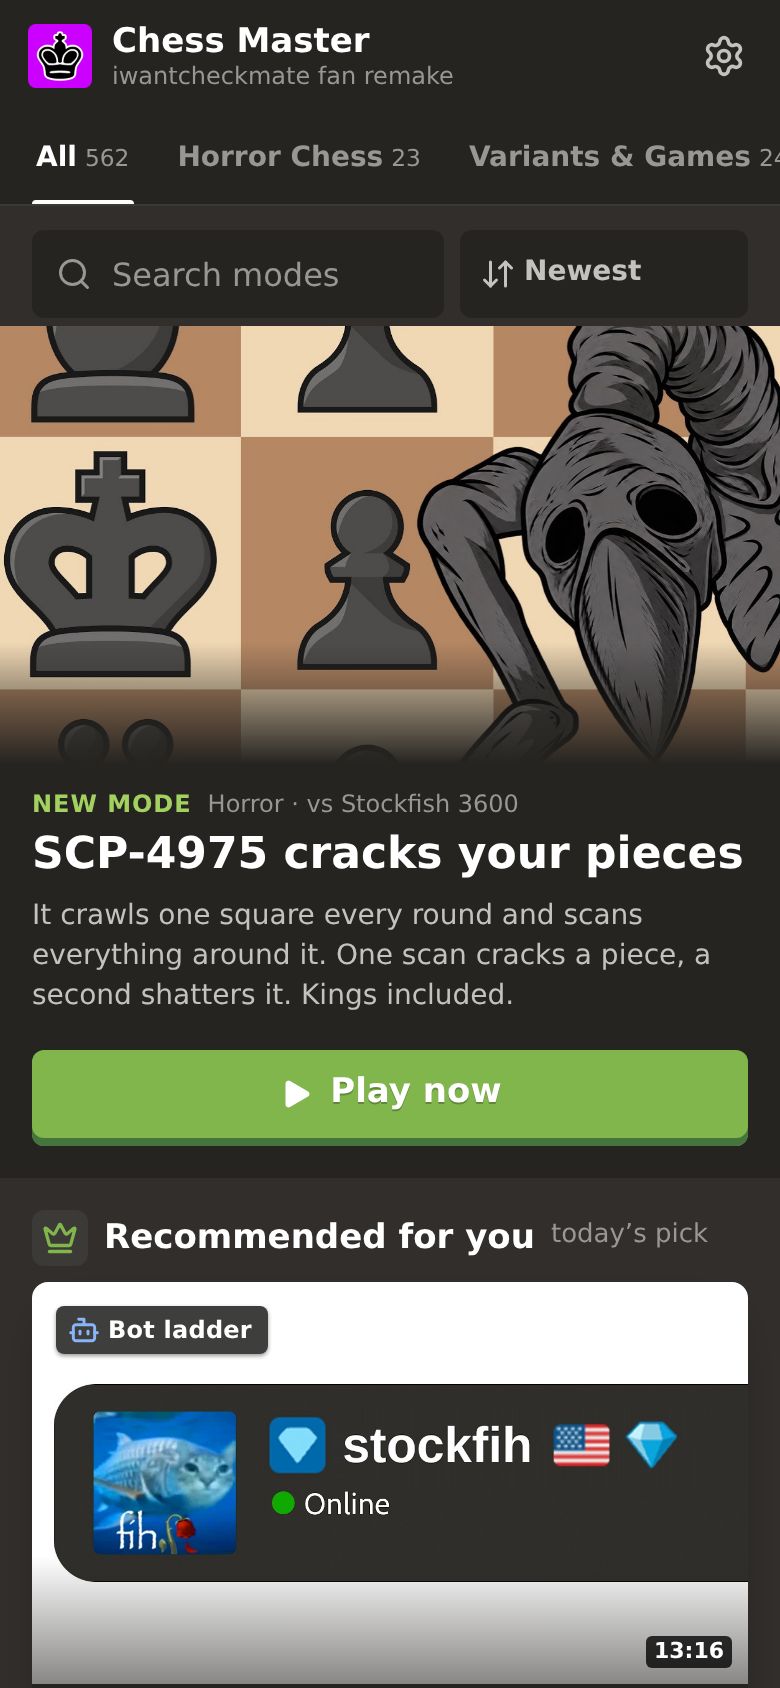 Chess Master
iwantcheckmate fan remake
All 562
Horror Chess 23
Variants & Games 24
Search modes
Newest
NEW MODE Horror · vs Stockfish 3600
SCP-4975 cracks your pieces
It crawls one square every round and scans
everything around it. One scan cracks a piece, a
second shatters it. Kings included.
Play now
Recommended for you today’s pick
Bot ladder
stockfih
Online
fih
13:16